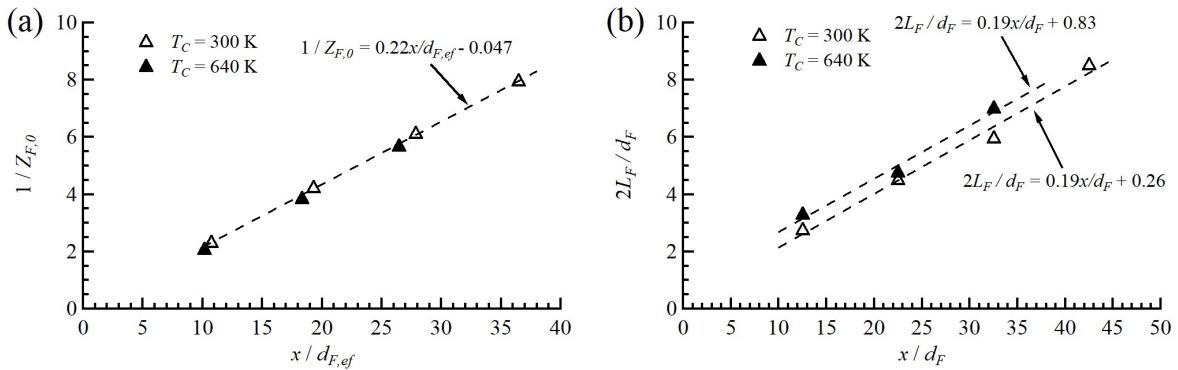 (a)
10
8
6
4
2
0
1 / Z_{F,0}
T_C = 300 K
T_C = 640 K
1 / Z_{F,0} = 0.22x/d_{F,ef} - 0.047
0 5 10 15 20 25 30 35 40
x / d_{F,ef}
(b)
10
8
6
4
2
0
2L_F / d_F
T_C = 300 K
T_C = 640 K
2L_F / d_F = 0.19x/d_F + 0.83
2L_F / d_F = 0.19x/d_F + 0.26
0 5 10 15 20 25 30 35 40 45 50
x / d_F